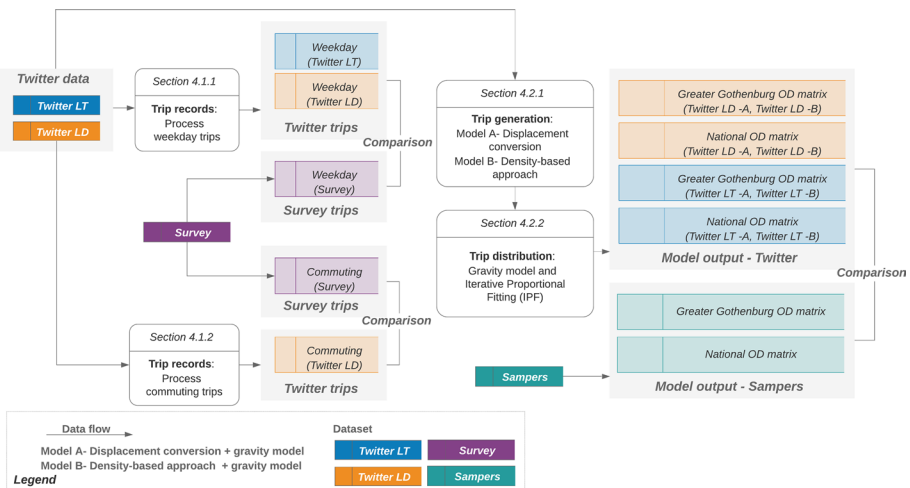 Twitter data
Twitter LT
Twitter LD
Section 4.1.1
Trip records:
Process
weekday trips
Weekday
(Twitter LT)
Weekday
(Twitter LD)
Twitter trips
Comparison
Weekday
(Survey)
Survey trips
Survey
Commuting
(Survey)
Survey trips
Comparison
Section 4.1.2
Trip records:
Process
commuting trips
Commuting
(Twitter LD)
Twitter trips
Section 4.2.1
Trip generation:
Model A- Displacement
conversion
Model B- Density-based
approach
Section 4.2.2
Trip distribution:
Gravity model and
Iterative Proportional
Fitting (IPF)
Sampers
Greater Gothenburg OD matrix
(Twitter LD -A, Twitter LD -B)
National OD matrix
(Twitter LD -A, Twitter LD -B)
Greater Gothenburg OD matrix
(Twitter LT -A, Twitter LT -B)
National OD matrix
(Twitter LT -A, Twitter LT -B)
Model output - Twitter
Comparison
Greater Gothenburg OD matrix
National OD matrix
Model output - Sampers
Data flow
Model A- Displacement conversion + gravity model
Model B- Density-based approach + gravity model
Legend
Dataset
Twitter LT
Survey
Twitter LD
Sampers